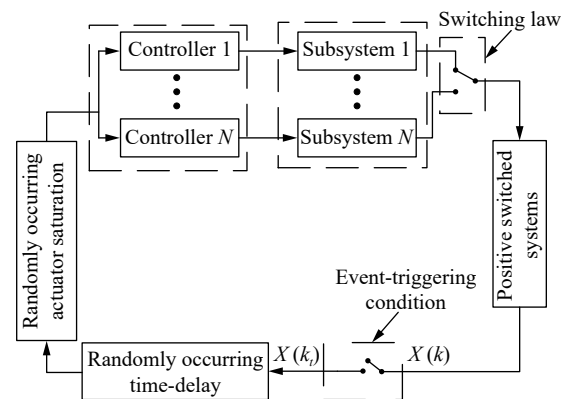 Switching law
Controller 1
Subsystem 1
Controller N
Subsystem N
Randomly occurring
actuator saturation
Positive switched
systems
Event-triggering
condition
Randomly occurring
time-delay
X(kₜ)
X(k)